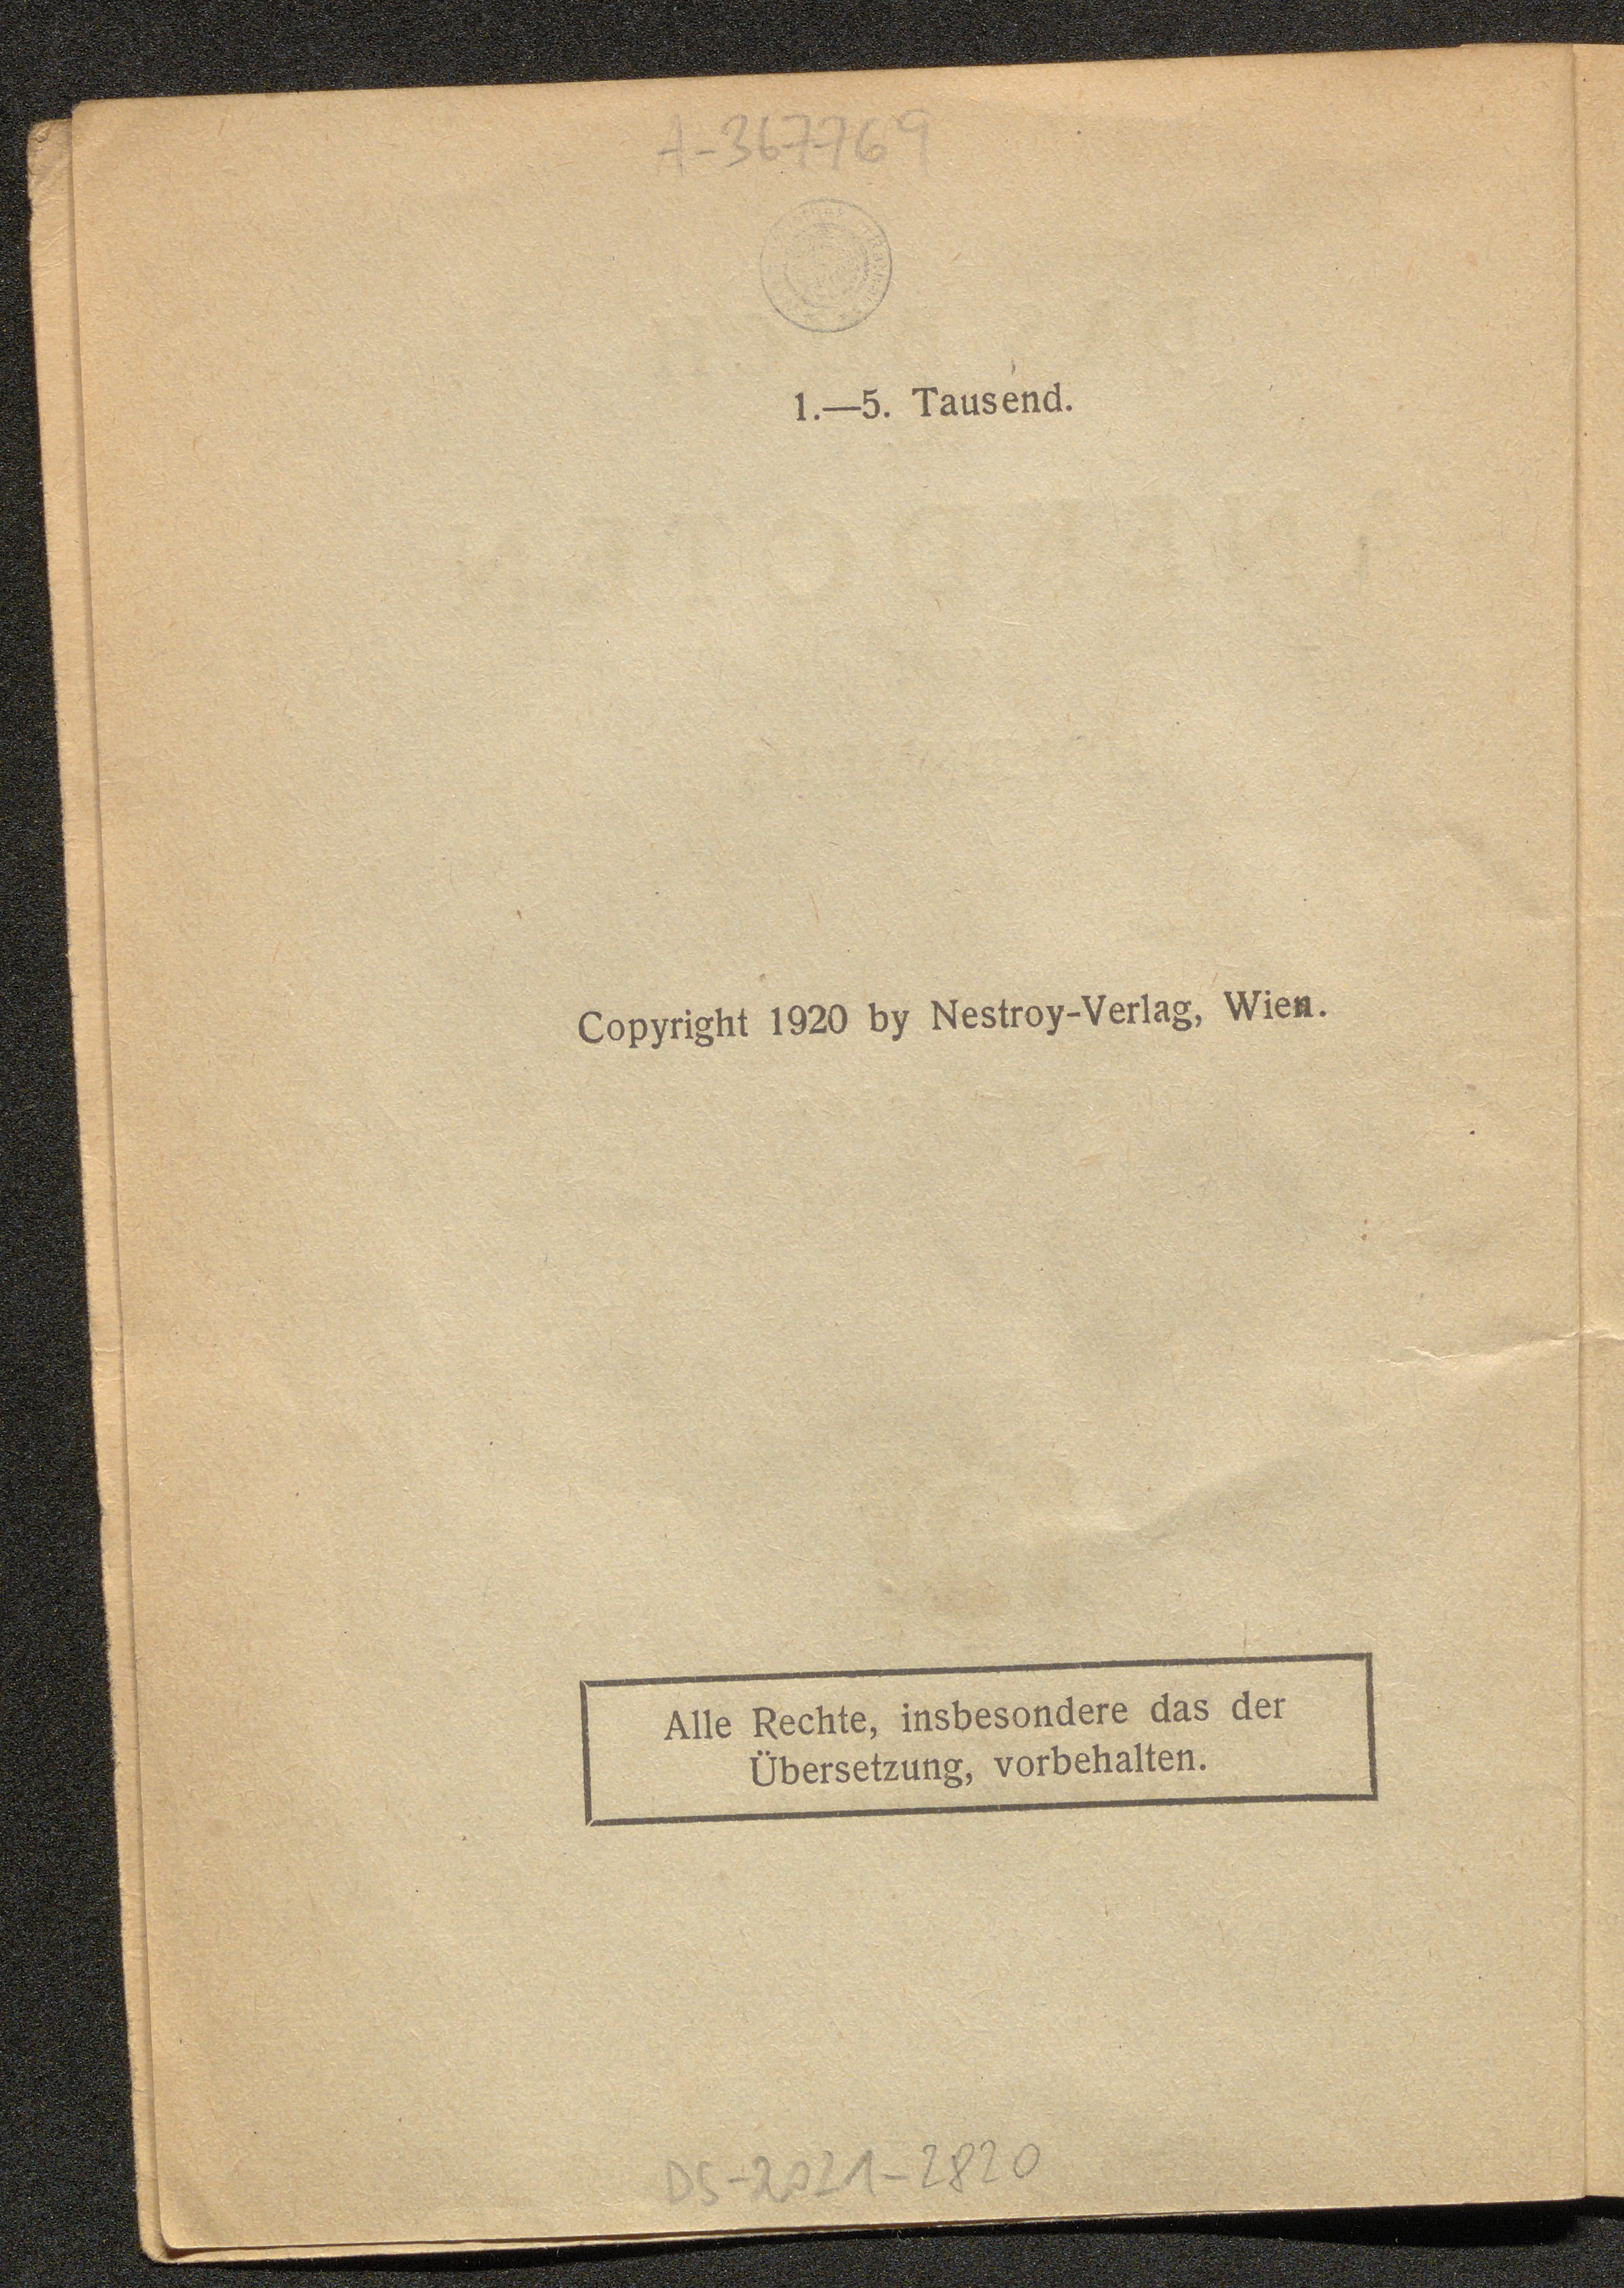 A-367769
1.—5. Tausend.
Copyright 1920 by Nestroy-Verlag, Wien.
Alle Rechte, insbesondere das der
Übersetzung, vorbehalten.
DS-2021-2820